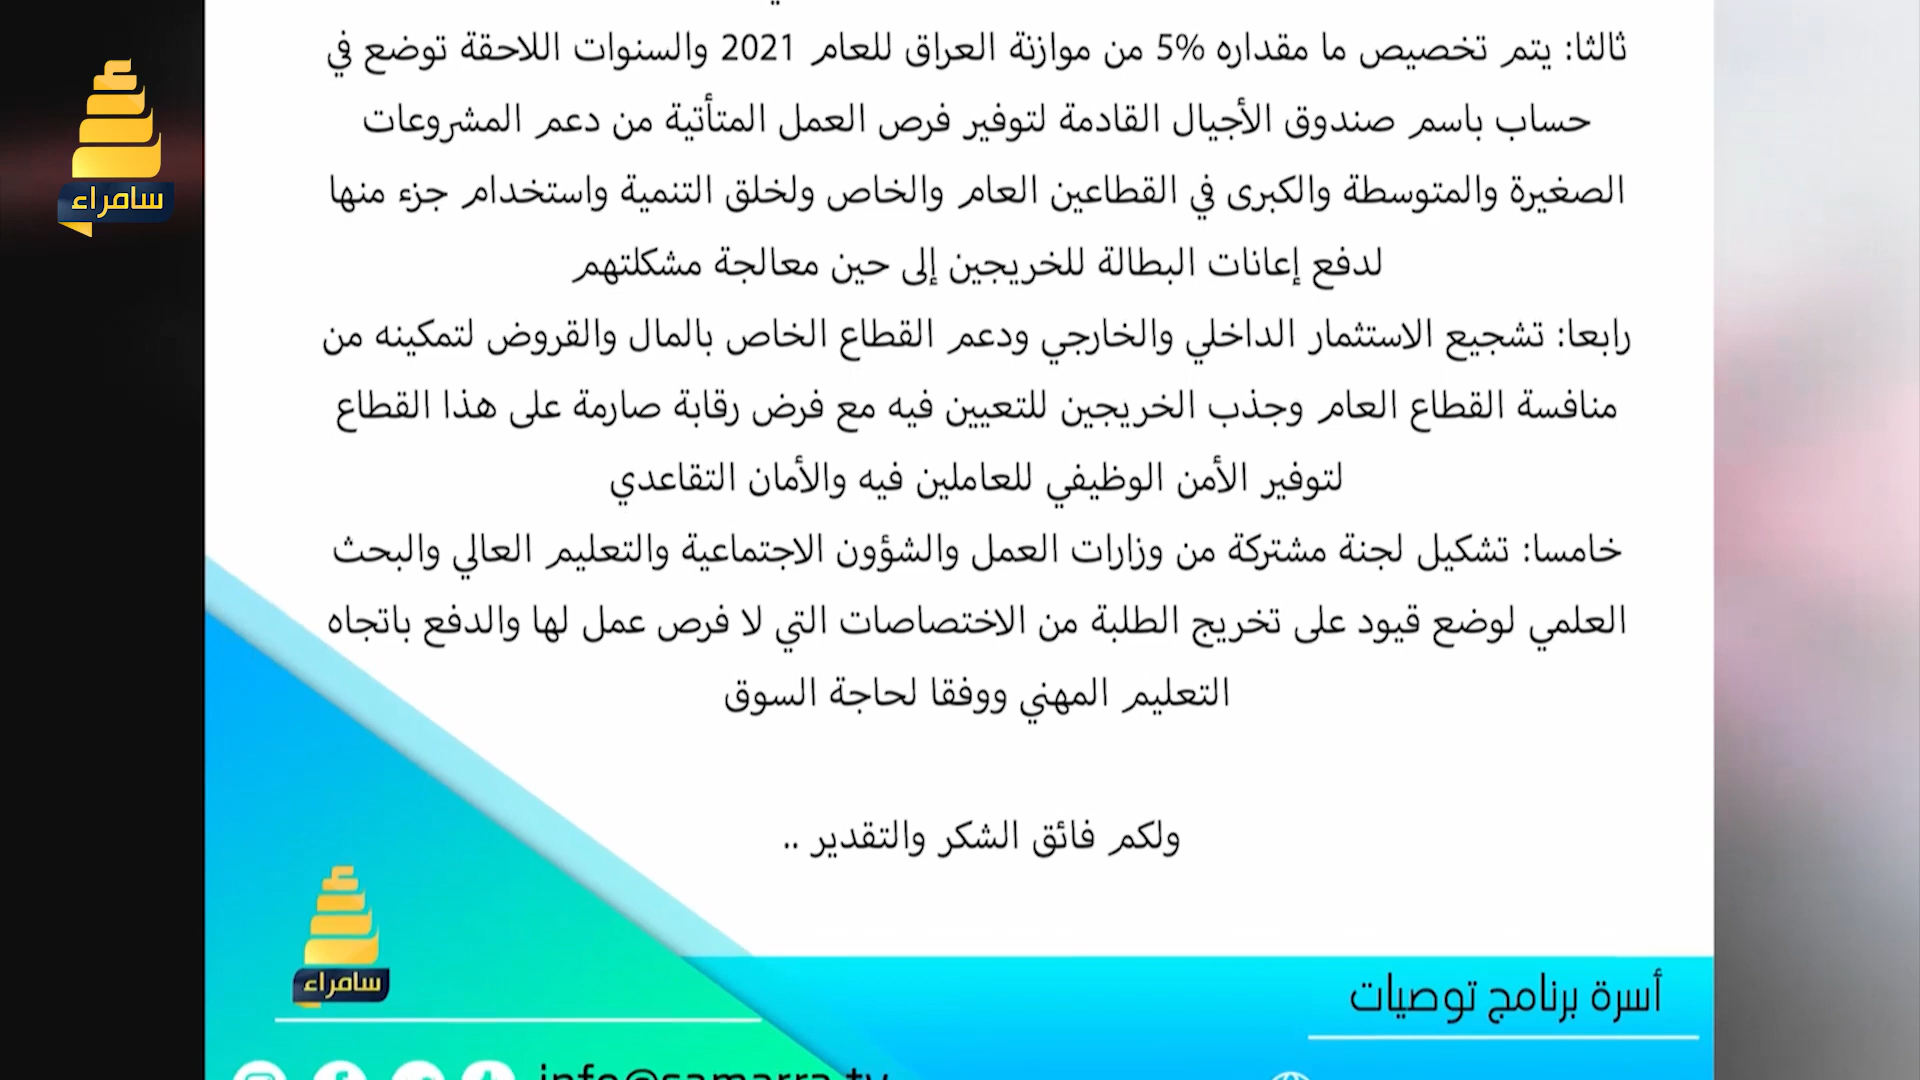 ثالثا: يتم تخصيص ما مقداره 5% من موازنة العراق للعام 2021 والسنوات اللاحقة توضع في
حساب باسم صندوق الأجيال القادمة لتوفير فرص العمل المتأتية من دعم المشروعات
الصغيرة والمتوسطة والكبرى في القطاعين العام والخاص ولخلق التنمية واستخدام جزء منها
لدفع إعانات البطالة للخريجين إلى حين معالجة مشكلتهم
رابعا: تشجيع الاستثمار الداخلي والخارجي ودعم القطاع الخاص بالمال والقروض لتمكينه من
منافسة القطاع العام وجذب الخريجين للتعيين فيه مع فرض رقابة صارمة على هذا القطاع
لتوفير الأمن الوظيفي للعاملين فيه والأمان التقاعدي
خامسا: تشكيل لجنة مشتركة من وزارات العمل والشؤون الاجتماعية والتعليم العالي والبحث
العلمي لوضع قيود على تخريج الطلبة من الاختصاصات التي لا فرص عمل لها والدفع باتجاه
التعليم المهني ووفقا لحاجة السوق
ولكم فائق الشكر والتقدير ..
أسرة برنامج توصيات
سامراء
سامراء
info@samarra.tv